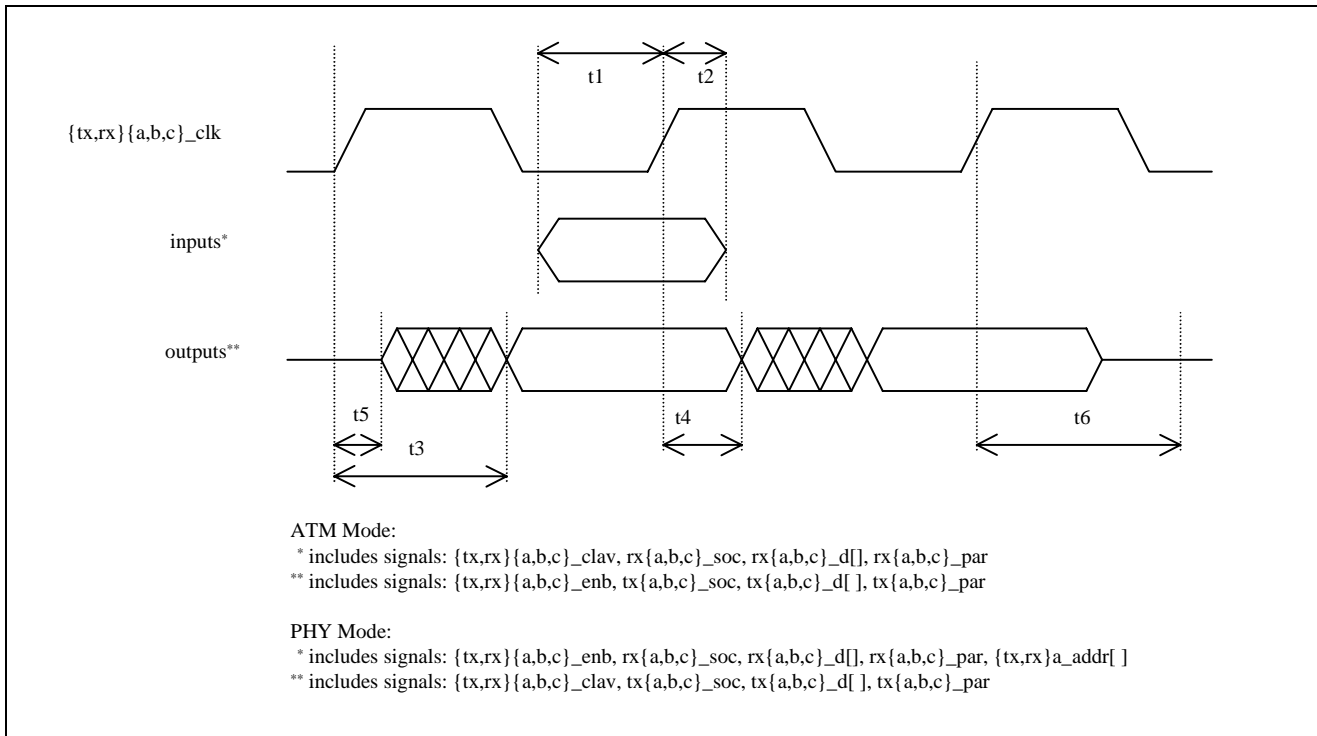 t1 t2
{tx,rx}{a,b,c}_clk
inputs*
outputs**
t5 t4 t6
t3
ATM Mode:
* includes signals: {tx,rx}{a,b,c}_clav, rx{a,b,c}_soc, rx{a,b,c}_d[], rx{a,b,c}_par
** includes signals: {tx,rx}{a,b,c}_enb, tx{a,b,c}_soc, tx{a,b,c}_d[ ], tx{a,b,c}_par
PHY Mode:
* includes signals: {tx,rx}{a,b,c}_enb, rx{a,b,c}_soc, rx{a,b,c}_d[], rx{a,b,c}_par, {tx,rx}a_addr[ ]
** includes signals: {tx,rx}{a,b,c}_clav, tx{a,b,c}_soc, tx{a,b,c}_d[ ], tx{a,b,c}_par